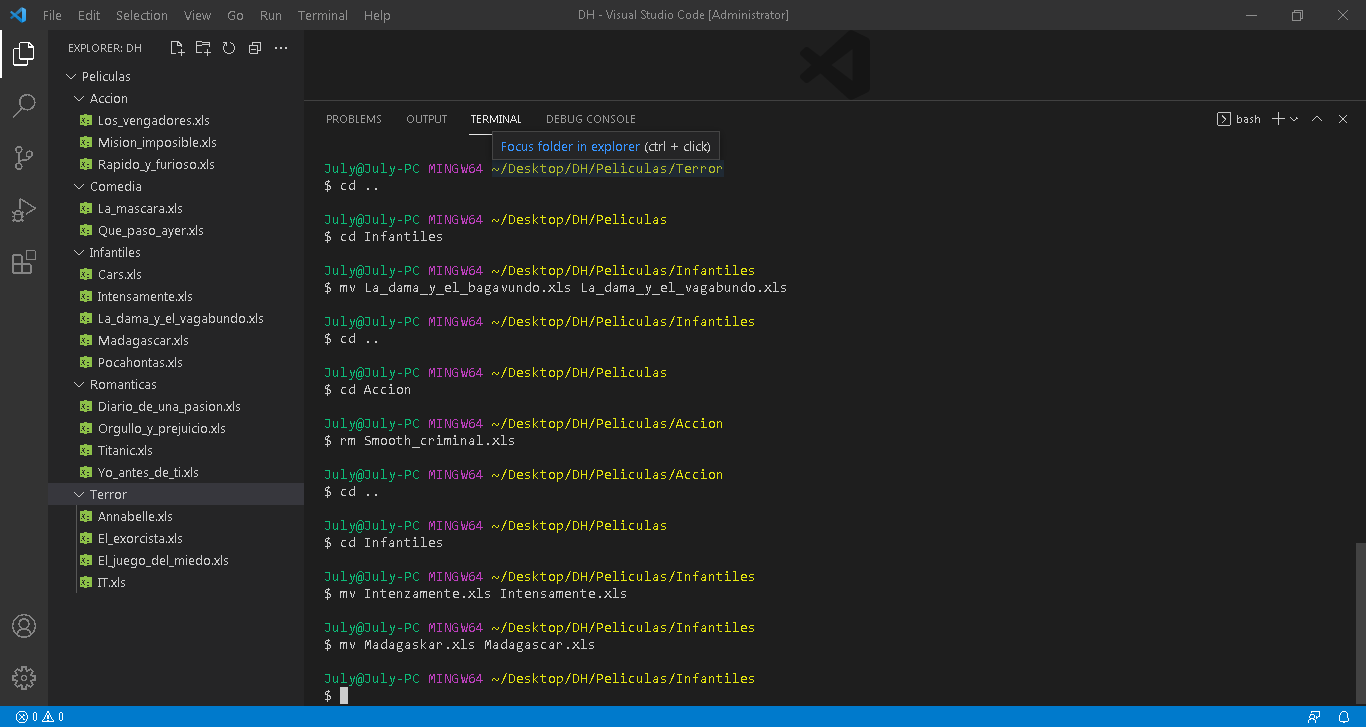 File Edit Selection View Go Run Terminal Help DH - Visual Studio Code [Administrator]
EXPLORER: DH
Peliculas
Accion
Los_vengadores.xls
Mision_imposible.xls
Rapido_y_furioso.xls
Comedia
La_mascara.xls
Que_paso_ayer.xls
Infantiles
Cars.xls
Intensamente.xls
La_dama_y_el_vagabundo.xls
Madagascar.xls
Pocahontas.xls
Romanticas
Diario_de_una_pasion.xls
Orgullo_y_prejuicio.xls
Titanic.xls
Yo_antes_de_ti.xls
Terror
Annabelle.xls
El_exorcista.xls
El_juego_del_miedo.xls
IT.xls
PROBLEMS OUTPUT TERMINAL DEBUG CONSOLE bash
Focus folder in explorer (ctrl + click)
July@July-PC MINGW64 ~/Desktop/DH/Peliculas/Terror
$ cd ..
July@July-PC MINGW64 ~/Desktop/DH/Peliculas
$ cd Infantiles
July@July-PC MINGW64 ~/Desktop/DH/Peliculas/Infantiles
$ mv La_dama_y_el_bagavundo.xls La_dama_y_el_vagabundo.xls
July@July-PC MINGW64 ~/Desktop/DH/Peliculas/Infantiles
$ cd ..
July@July-PC MINGW64 ~/Desktop/DH/Peliculas
$ cd Accion
July@July-PC MINGW64 ~/Desktop/DH/Peliculas/Accion
$ rm Smooth_criminal.xls
July@July-PC MINGW64 ~/Desktop/DH/Peliculas/Accion
$ cd ..
July@July-PC MINGW64 ~/Desktop/DH/Peliculas
$ cd Infantiles
July@July-PC MINGW64 ~/Desktop/DH/Peliculas/Infantiles
$ mv Intenzamente.xls Intensamente.xls
July@July-PC MINGW64 ~/Desktop/DH/Peliculas/Infantiles
$ mv Madagaskar.xls Madagascar.xls
July@July-PC MINGW64 ~/Desktop/DH/Peliculas/Infantiles
$
0 0